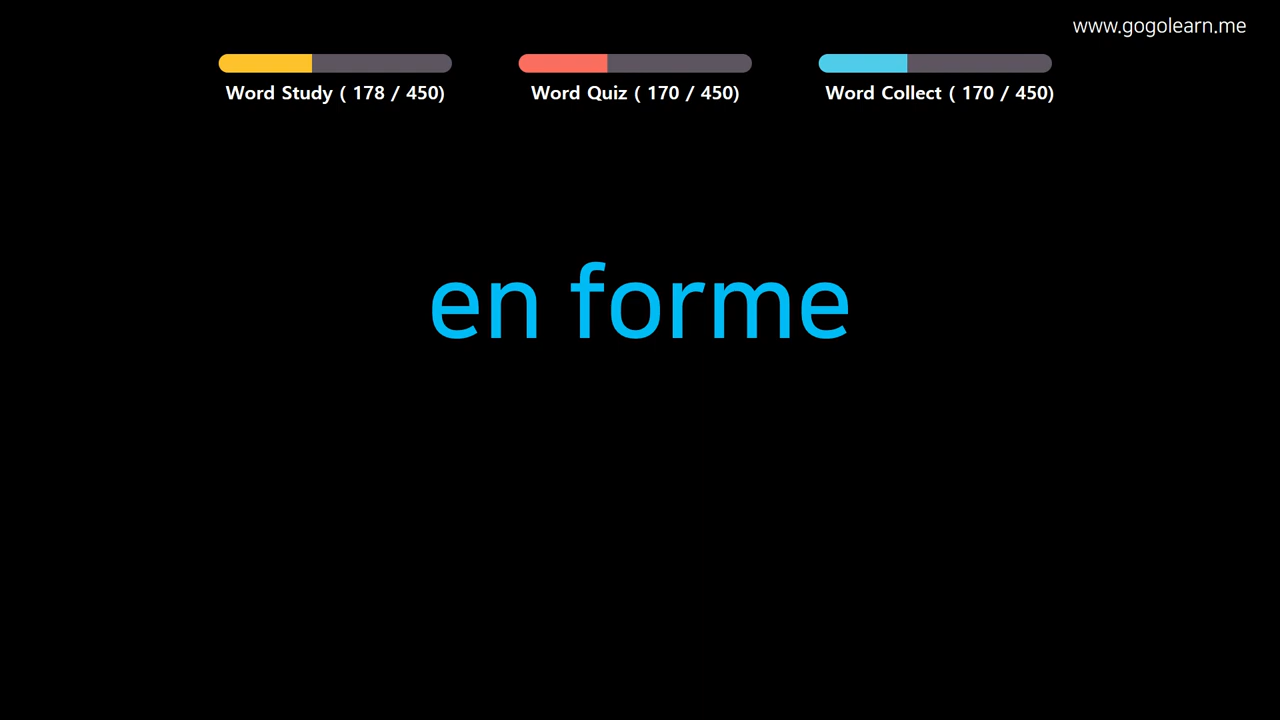 www.gogolearn.me
Word Study ( 178 / 450)
Word Quiz ( 170 / 450)
Word Collect ( 170 / 450)
en forme